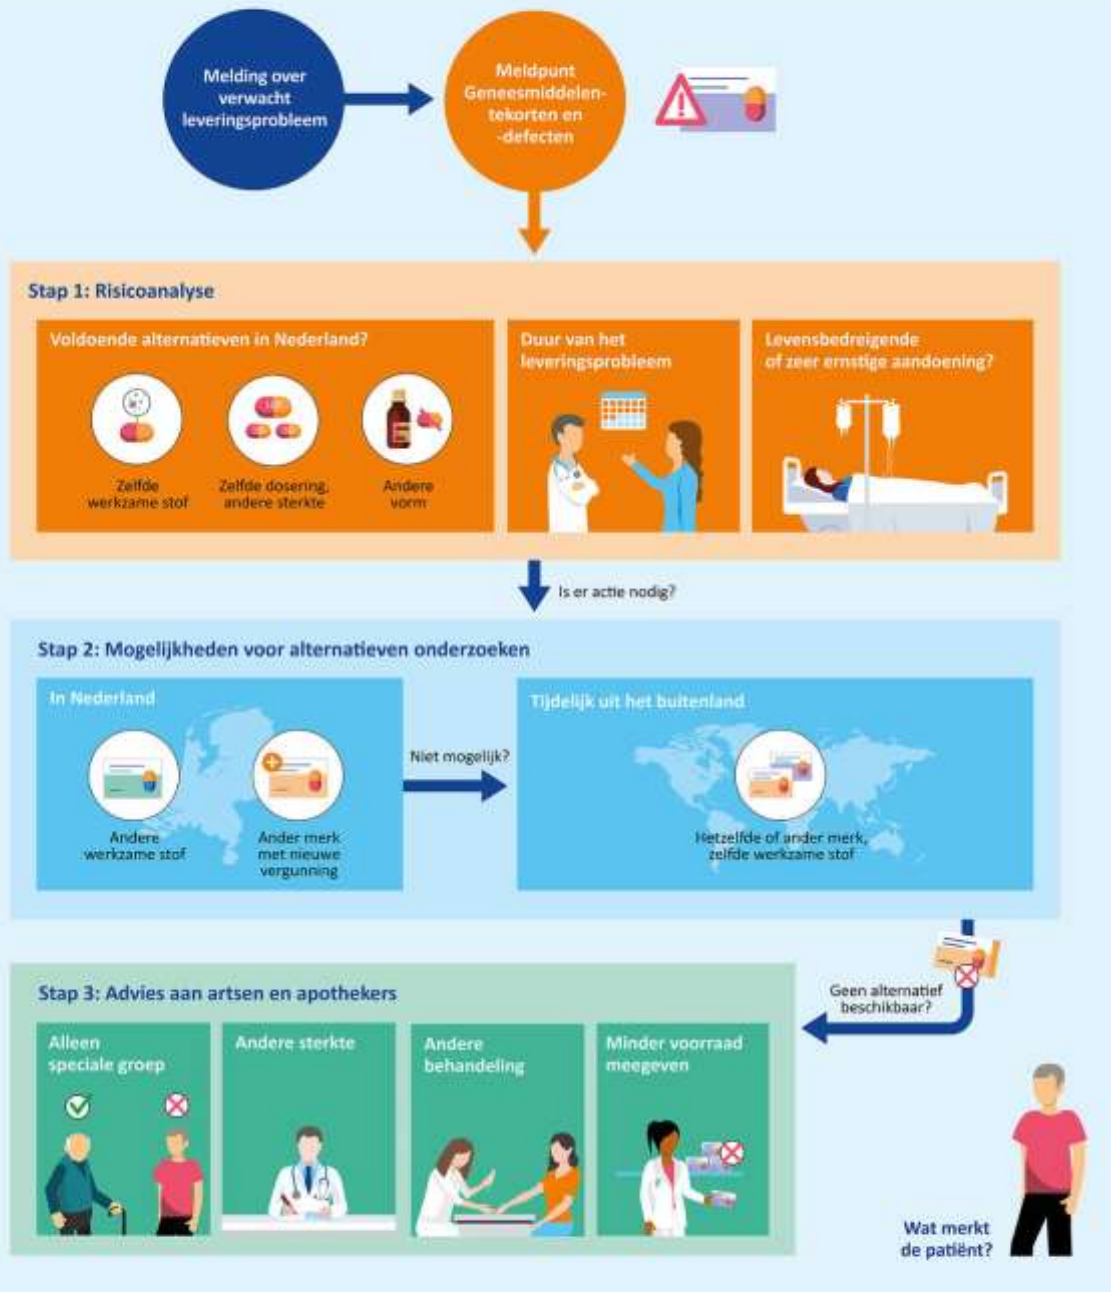 Melding over
verwacht
leveringsprobleem
Meldpunt
Geneesmiddelen-
tekorten en
-defecten
Stap 1: Risicoanalyse
Voldoende alternatieven in Nederland?
Zelfde
werkzame stof
Zelfde dosering,
andere sterkte
Andere
vorm
Duur van het
leveringsprobleem
Levensbedreigende
of zeer ernstige aandoening?
Is er actie nodig?
Stap 2: Mogelijkheden voor alternatieven onderzoeken
In Nederland
Andere
werkzame stof
Ander merk
met nieuwe
vergunning
Niet mogelijk?
Tijdelijk uit het buitenland
Hetzelfde of ander merk,
zelfde werkzame stof
Geen alternatief
beschikbaar?
Stap 3: Advies aan artsen en apothekers
Alleen
speciale groep
Andere sterkte
Andere
behandeling
Minder voorraad
meegeven
Wat merkt
de patiënt?